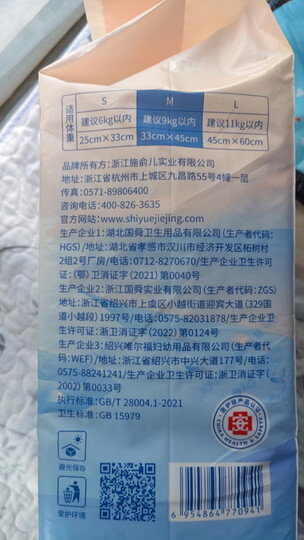 适用体重
S M L
建议6kg以内 建议9kg以内 建议11kg以内
25cm×33cm 33cm×45cm 45cm×60cm
品牌所有方：浙江施俞儿实业有限公司
地址：浙江省杭州市上城区九昌路55号4幢一层
传真：0571-89806400
咨询电话：400-826-3635
官方网站：www.shiyuejiejing.com
生产企业1：湖北国舜卫生用品有限公司（生产者代码：
HGS）/地址：湖北省孝感市汉川市经济开发区柘树村
2组2号厂房/电话：0712-8270670/生产企业卫生许可
证：（鄂）卫消证字（2021）第0040号
生产企业2：浙江舜海实业有限公司（生产者代码：ZGS）
地址：浙江省绍兴市上虞区小越街道迎宾大道（329国
道小越段）1997号/电话：0575-82031878/生产企业卫
生许可证：浙卫消证字（2022）第0124号
生产企业3：绍兴唯尔福妇幼用品有限公司（生产者代
码：WEF）/地址：浙江省绍兴市中兴大道177号/电话：
0575-88241241/生产企业卫生许可证：浙卫消证字
（2002）第0033号
执行标准：GB/T 28004.1-2021
卫生标准：GB 15979
避光保存
爱护环境
安
6 954864 770941